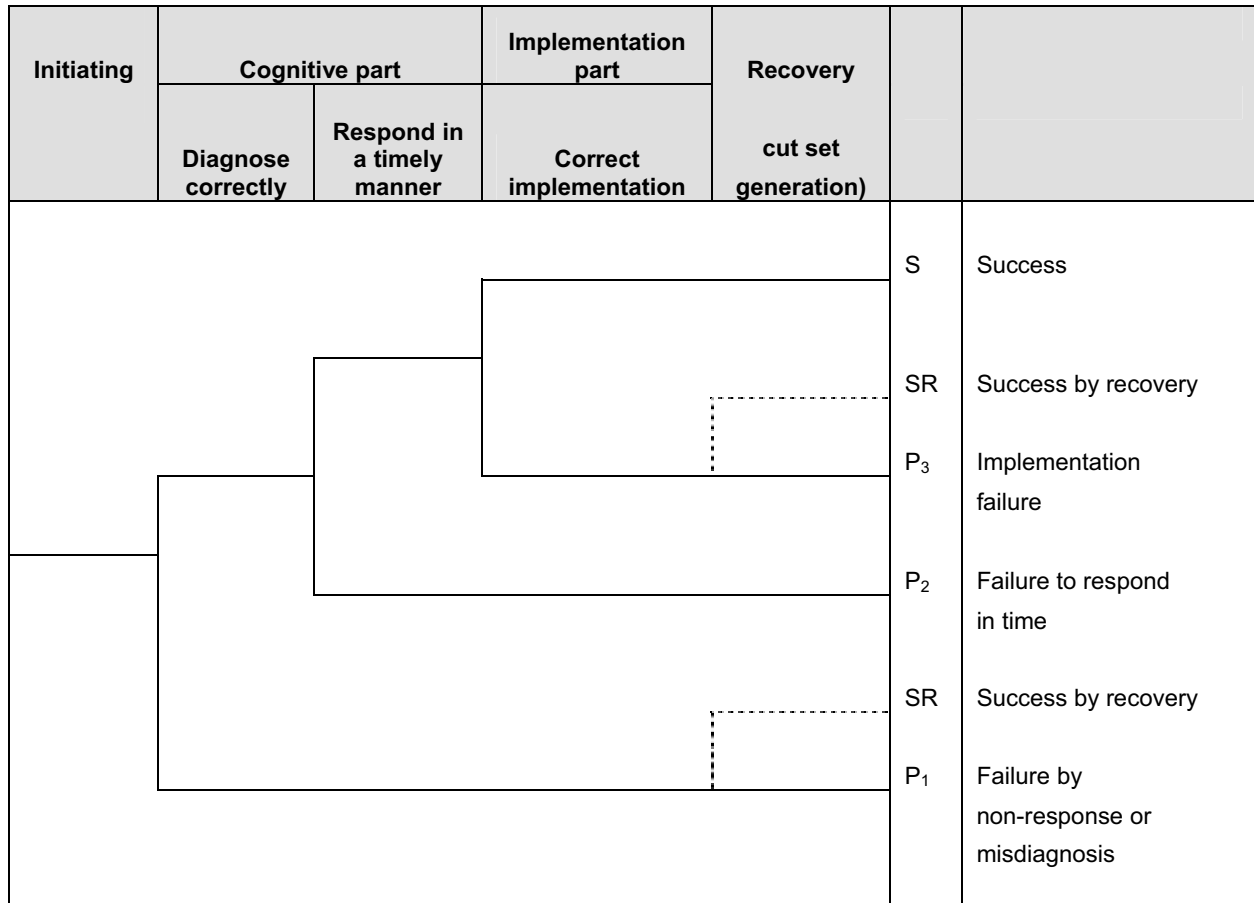 Initiating
Cognitive part
Implementation
part
Recovery
Diagnose
correctly
Respond in
a timely
manner
Correct
implementation
cut set
generation)
S Success
SR Success by recovery
P₃ Implementation
failure
P₂ Failure to respond
in time
SR Success by recovery
P₁ Failure by
non-response or
misdiagnosis